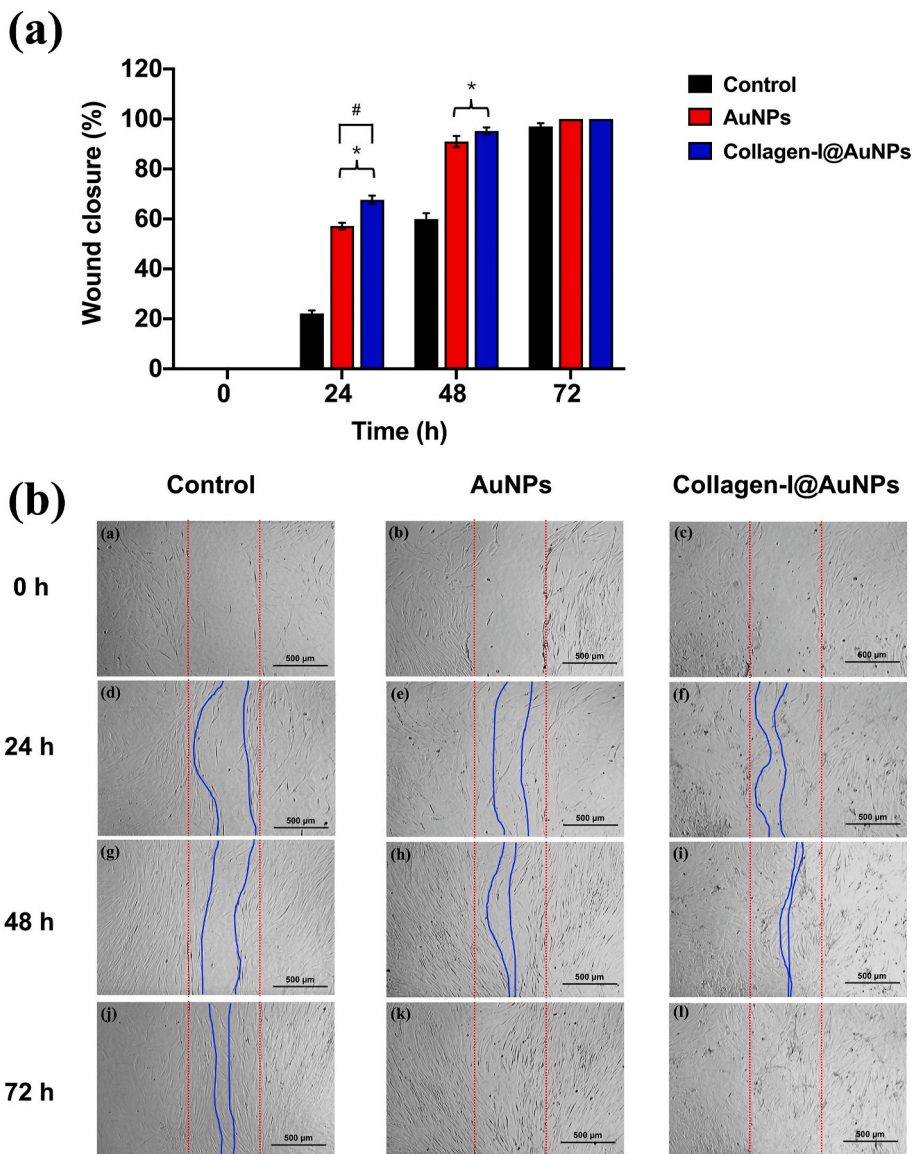 (a)
120
100
80
60
40
20
0
Wound closure (%)
#
*
*
0 24 48 72
Time (h)
Control
AuNPs
Collagen-I@AuNPs
(b)
Control AuNPs Collagen-I@AuNPs
0 h
(a) (b) (c)
500 µm 500 µm 500 µm
24 h
(d) (e) (f)
500 µm 500 µm 500 µm
48 h
(g) (h) (i)
500 µm 500 µm 500 µm
72 h
(j) (k) (l)
500 µm 500 µm 500 µm